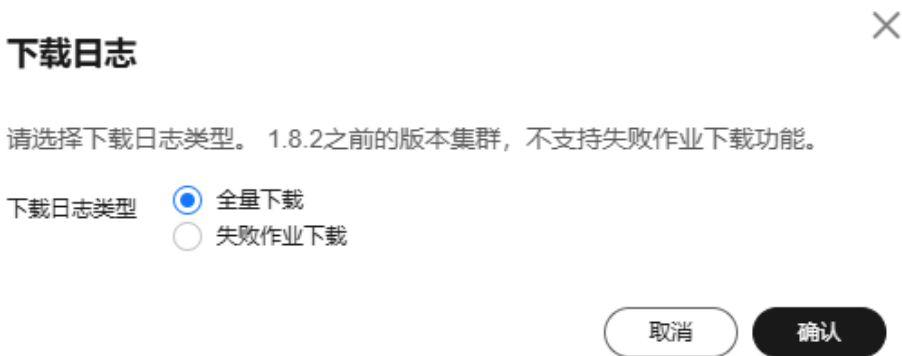 下载日志
请选择下载日志类型。 1.8.2之前的版本集群，不支持失败作业下载功能。
下载日志类型
全量下载
失败作业下载
取消
确认